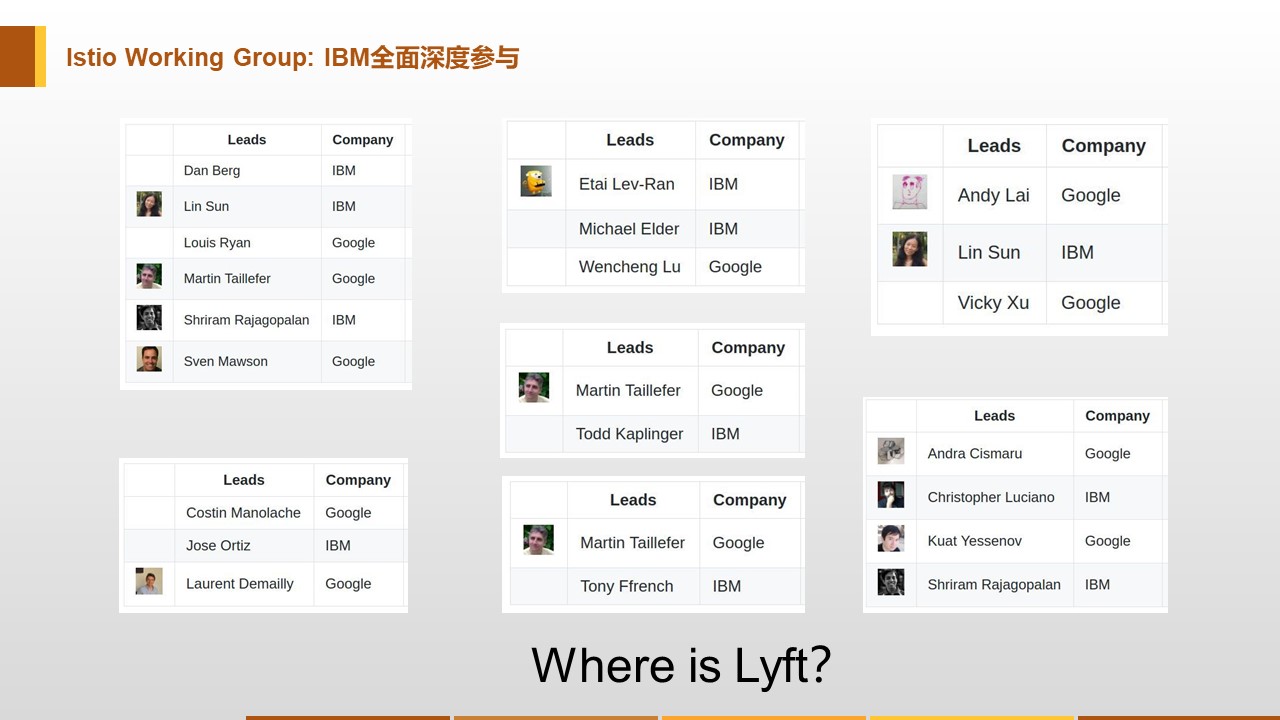 Istio Working Group: IBM全面深度参与
Leads Company
Dan Berg IBM
Lin Sun IBM
Louis Ryan Google
Martin Taillefer Google
Shriram Rajagopalan IBM
Sven Mawson Google
Leads Company
Costin Manolache Google
Jose Ortiz IBM
Laurent Demailly Google
Leads Company
Etai Lev-Ran IBM
Michael Elder IBM
Wencheng Lu Google
Leads Company
Martin Taillefer Google
Todd Kaplinger IBM
Leads Company
Martin Taillefer Google
Tony Ffrench IBM
Leads Company
Andy Lai Google
Lin Sun IBM
Vicky Xu Google
Leads Company
Andra Cismaru Google
Christopher Luciano IBM
Kuat Yessenov Google
Shriram Rajagopalan IBM
Where is Lyft?